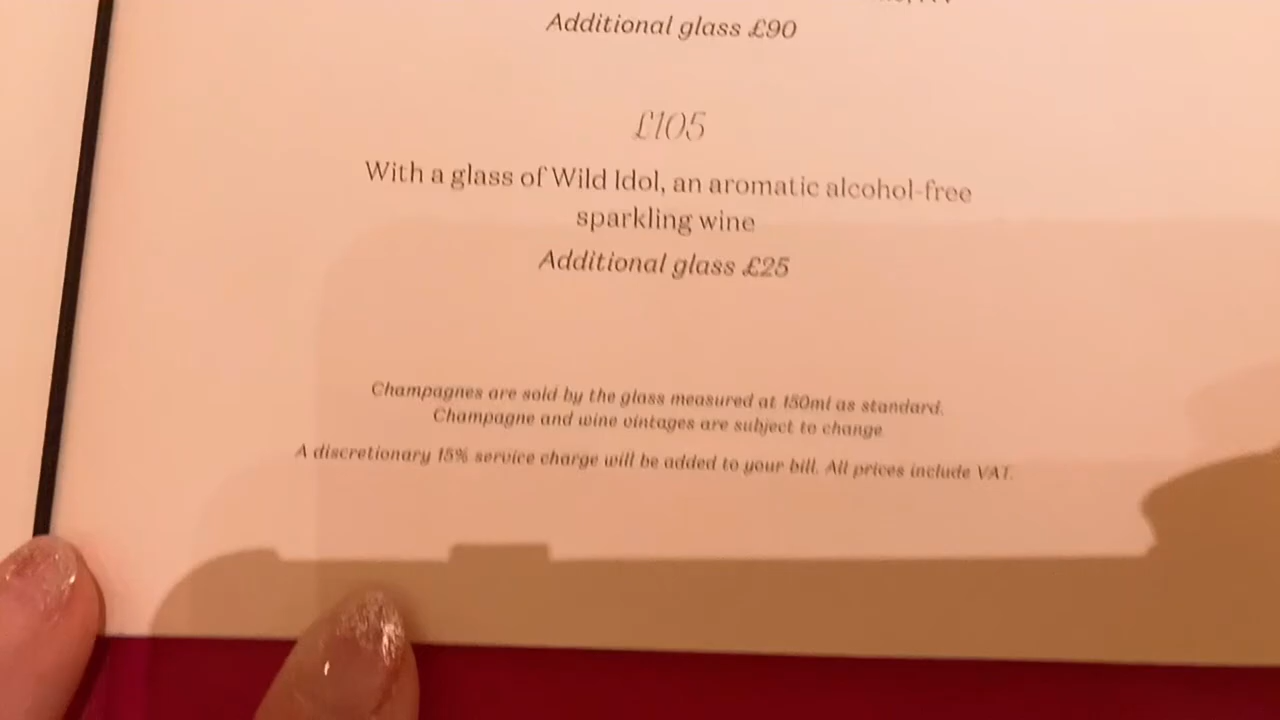 Additional glass £90
£105
With a glass of Wild Idol, an aromatic alcohol-free
sparkling wine
Additional glass £25
Champagnes are sold by the glass measured at 150ml as standard.
Champagne and wine vintages are subject to change
A discretionary 15% service charge will be added to your bill. All prices include VAT.